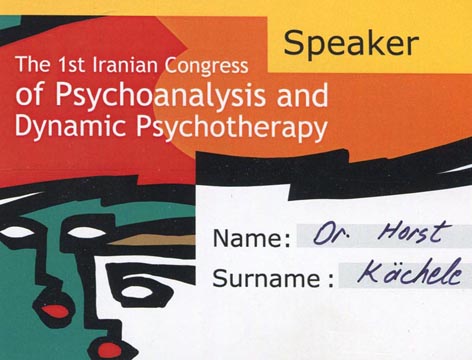 Speaker
The 1st Iranian Congress
of Psychoanalysis and
Dynamic Psychotherapy
Name: Dr. Horst
Surname : Kächele